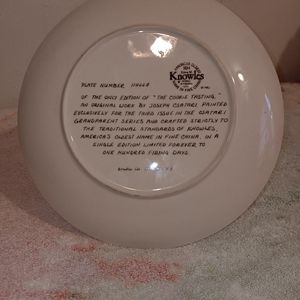 Knowles
PLATE NUMBER
OF THE ONLY EDITION OF "THE COOKIE TASTING,"
AN ORIGINAL WORK BY JOSEPH CSATARI, PAINTED
EXCLUSIVELY FOR THE THIRD ISSUE IN THE CSATARI
GRANDPARENT SERIES AND CRAFTED STRICTLY TO
THE TRADITIONAL STANDARDS OF KNOWLES,
AMERICA'S OLDEST NAME IN FINE CHINA, IN A
SINGLE EDITION LIMITED FOREVER TO
ONE HUNDRED FIRING DAYS.